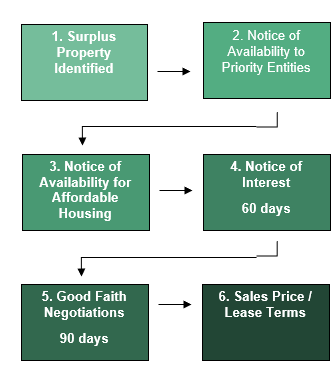 1. Surplus
Property
Identified
2. Notice of
Availability to
Priority Entities
3. Notice of
Availability for
Affordable
Housing
4. Notice of
Interest
60 days
5. Good Faith
Negotiations
90 days
6. Sales Price /
Lease Terms